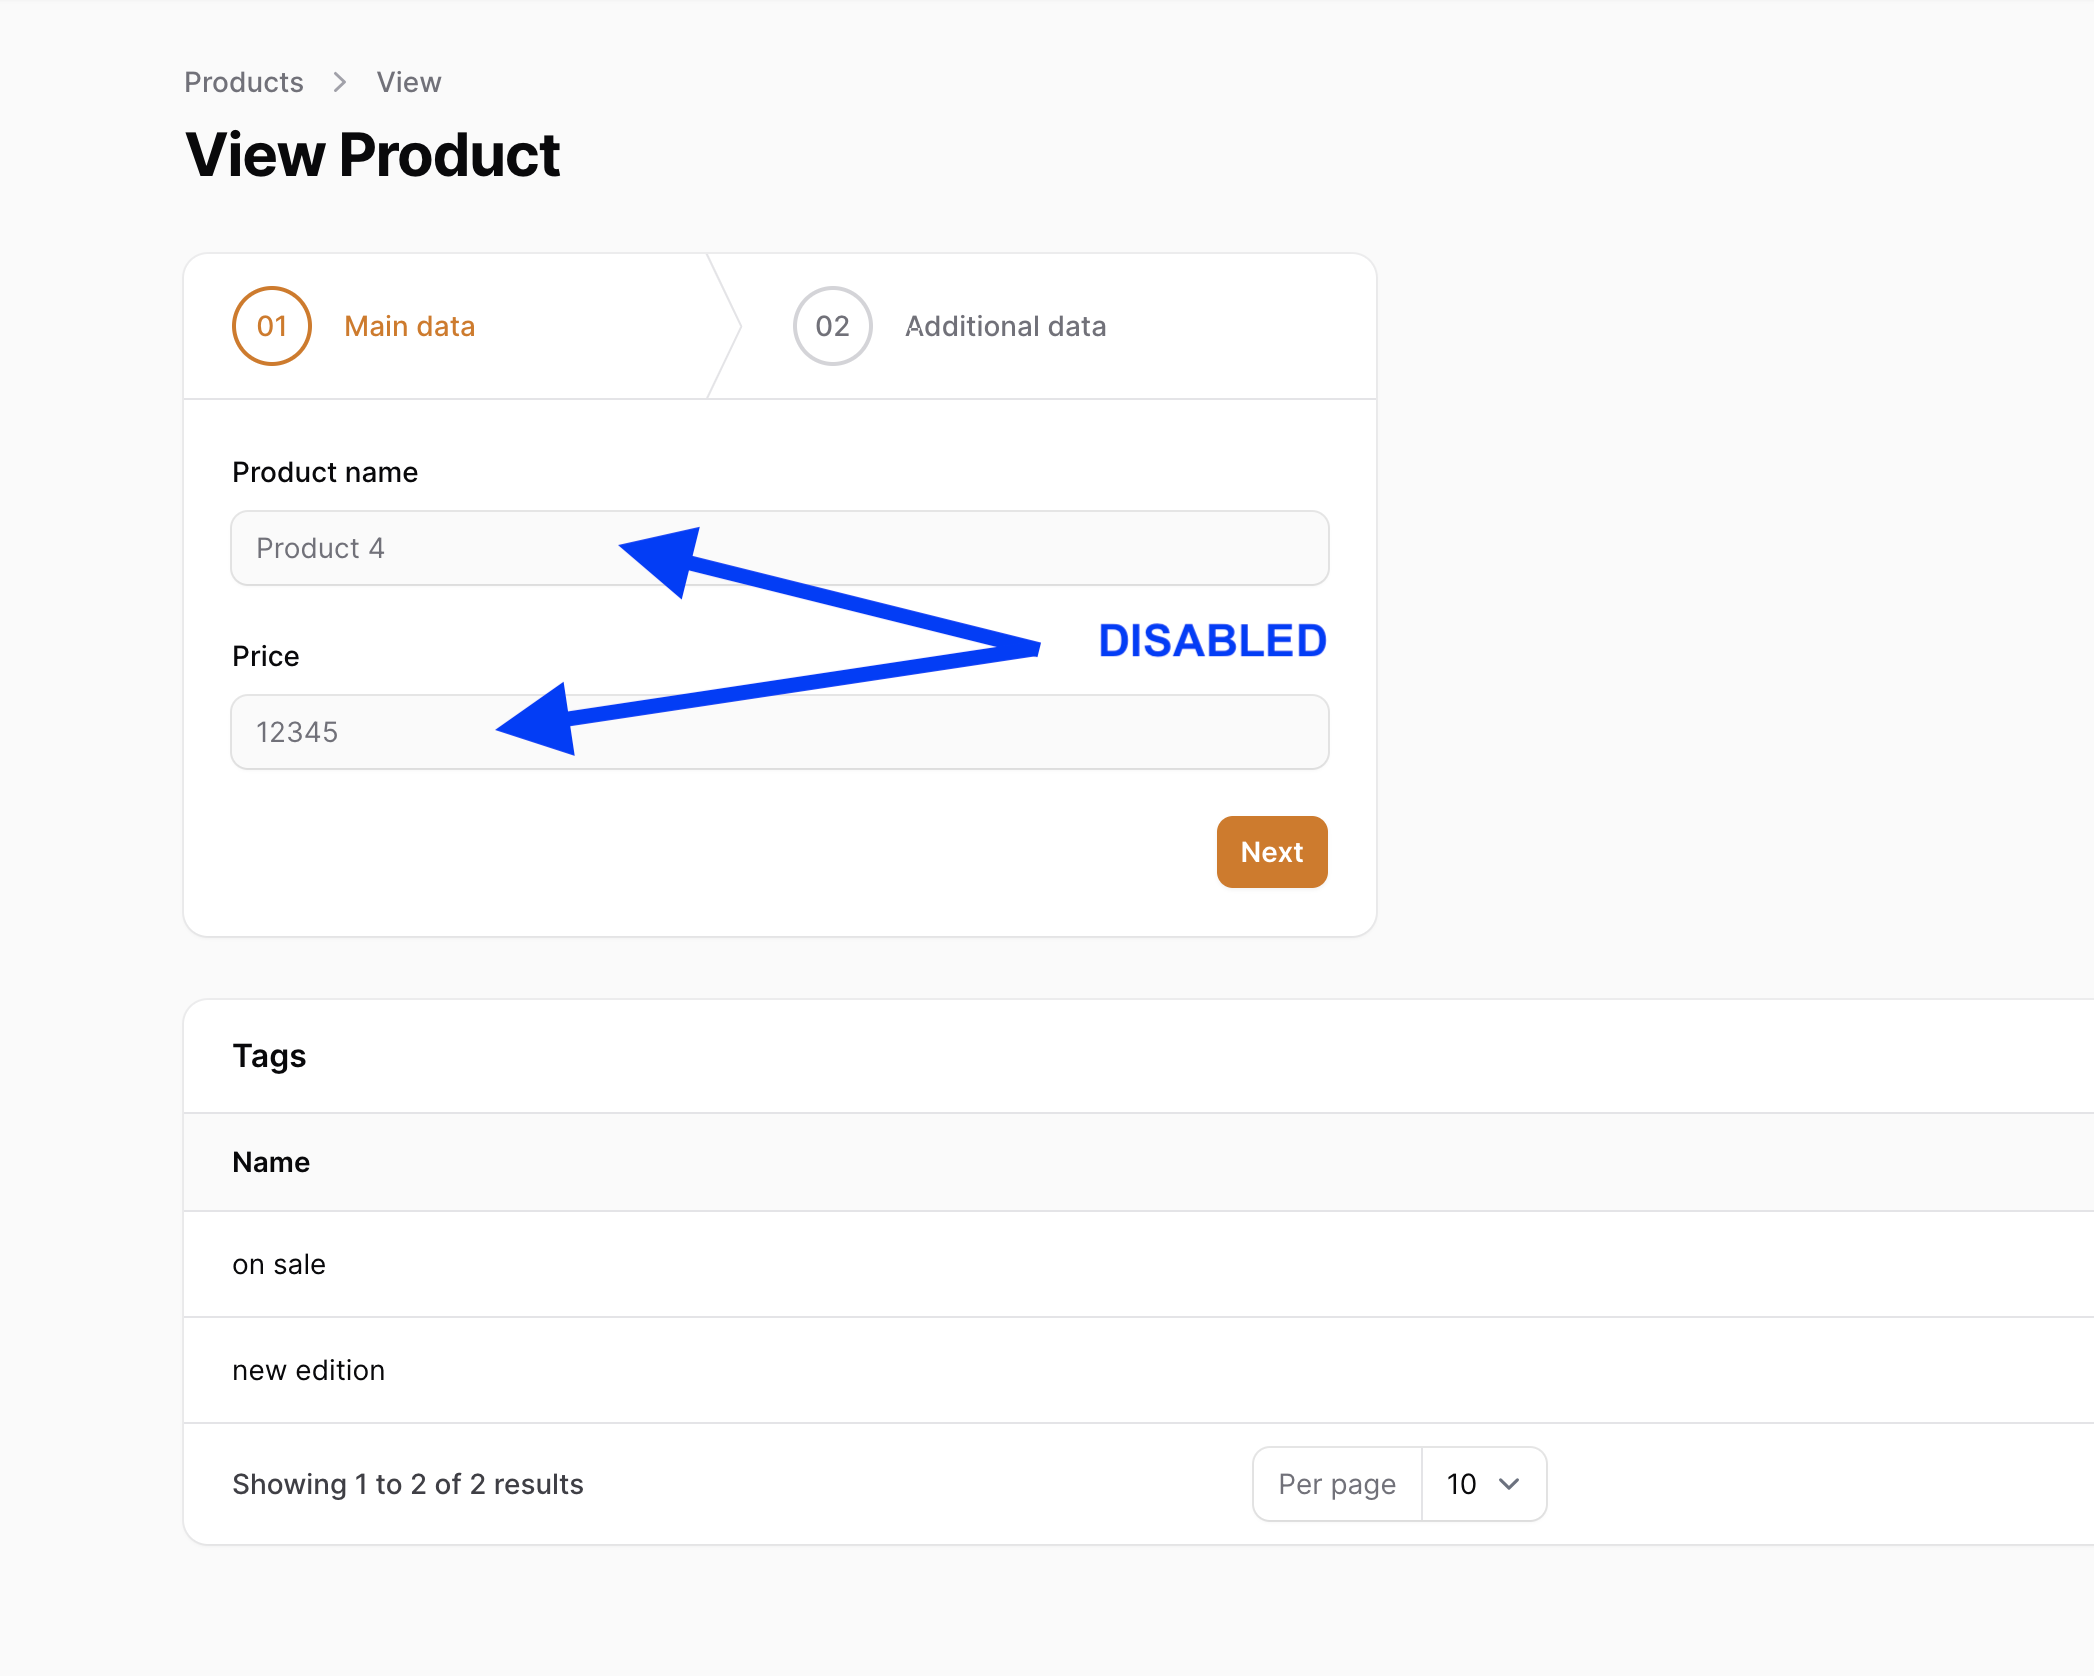 Products > View
View Product
01 Main data
02 Additional data
Product name
Product 4
DISABLED
Price
12345
Next
Tags
Name
on sale
new edition
Showing 1 to 2 of 2 results
Per page 10